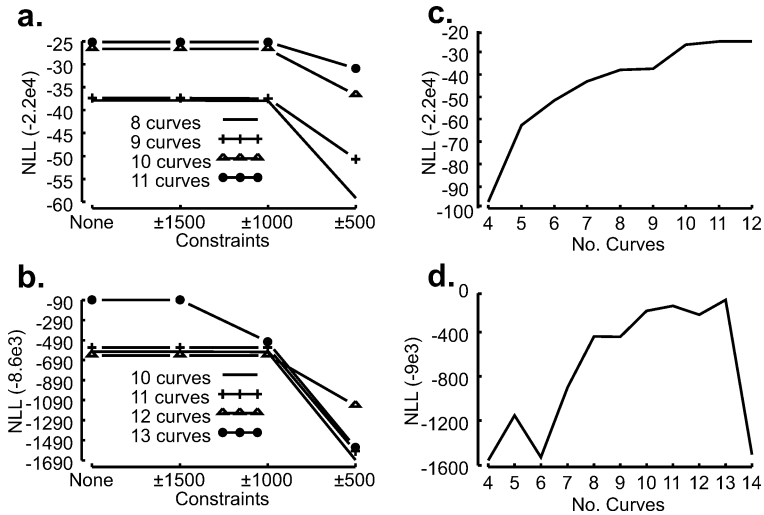 a.
NLL (-2.2e4)
-25
-30
-35
-40
-45
-50
-55
-60
8 curves
9 curves
10 curves
11 curves
None ±1500 ±1000 ±500
Constraints
c.
NLL (-2.2e4)
-20
-30
-40
-50
-60
-70
-80
-90
-100
4 5 6 7 8 9 10 11 12
No. Curves
b.
NLL (-8.6e3)
-90
-290
-490
-690
-890
-1090
-1290
-1490
-1690
10 curves
11 curves
12 curves
13 curves
None ±1500 ±1000 ±500
Constraints
d.
NLL (-9e3)
0
-400
-800
-1200
-1600
4 5 6 7 8 9 10 11 12 13 14
No. Curves